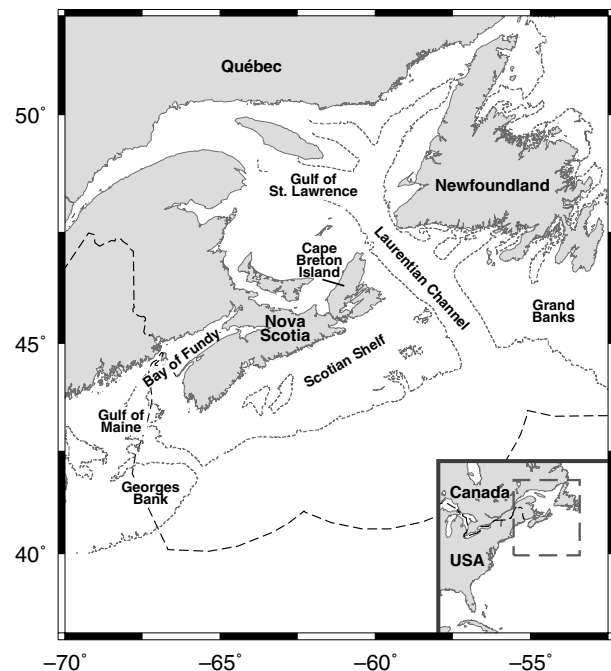 Québec
50°
Gulf of
St. Lawrence
Newfoundland
Laurentian Channel
Cape
Breton
Island
Grand
Banks
Nova
Scotia
45°
Bay of Fundy
Scotian Shelf
Gulf of
Maine
Georges
Bank
Canada
USA
40°
−70° −65° −60° −55°